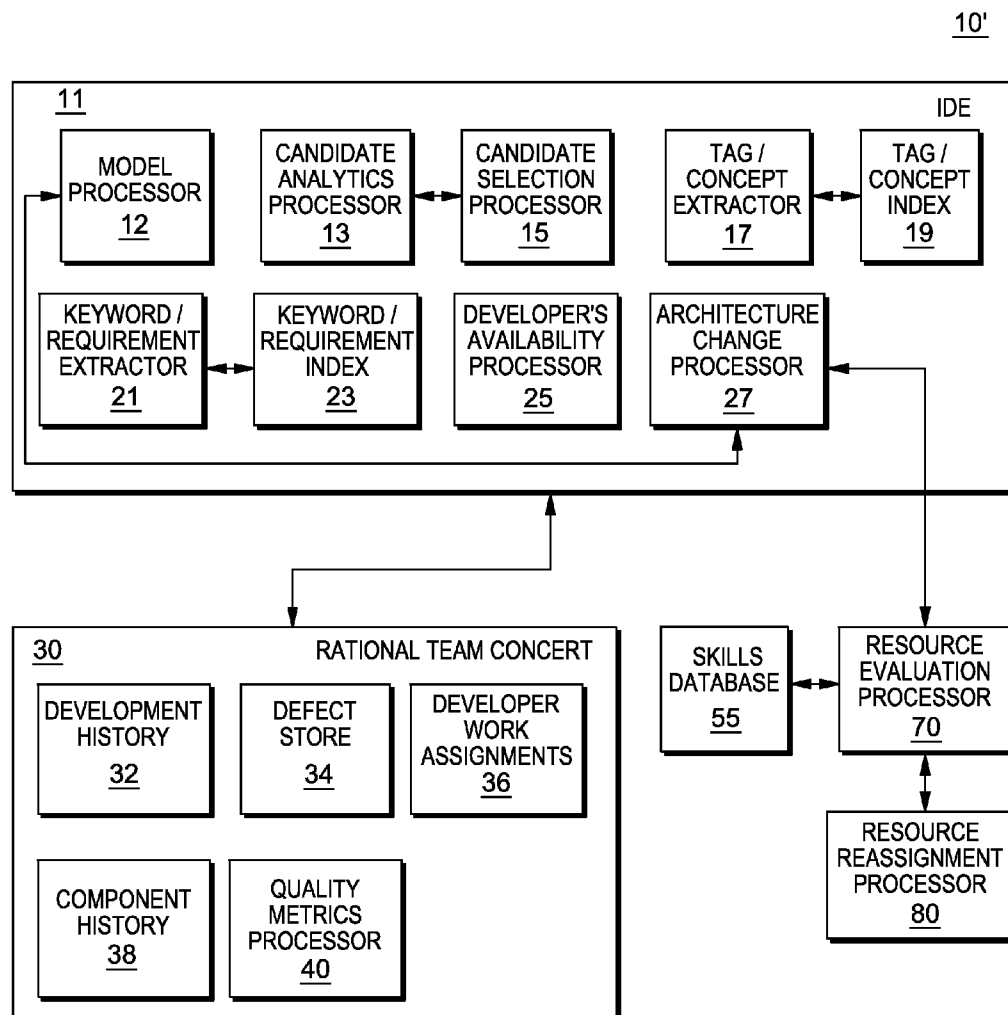 10'
11
IDE
MODEL
PROCESSOR
12
CANDIDATE
ANALYTICS
PROCESSOR
13
CANDIDATE
SELECTION
PROCESSOR
15
TAG /
CONCEPT
EXTRACTOR
17
TAG /
CONCEPT
INDEX
19
KEYWORD /
REQUIREMENT
EXTRACTOR
21
KEYWORD /
REQUIREMENT
INDEX
23
DEVELOPER'S
AVAILABILITY
PROCESSOR
25
ARCHITECTURE
CHANGE
PROCESSOR
27
30
RATIONAL TEAM CONCERT
DEVELOPMENT
HISTORY
32
DEFECT
STORE
34
DEVELOPER
WORK
ASSIGNMENTS
36
COMPONENT
HISTORY
38
QUALITY
METRICS
PROCESSOR
40
SKILLS
DATABASE
55
RESOURCE
EVALUATION
PROCESSOR
70
RESOURCE
REASSIGNMENT
PROCESSOR
80